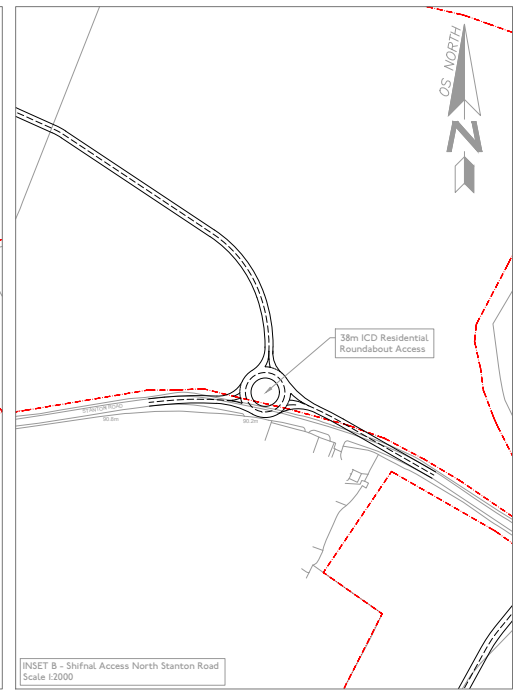 OS NORTH
N
38m ICD Residential
Roundabout Access
STANTON ROAD
90.8m
90.2m
INSET B - Shifnal Access North Stanton Road
Scale 1:2000